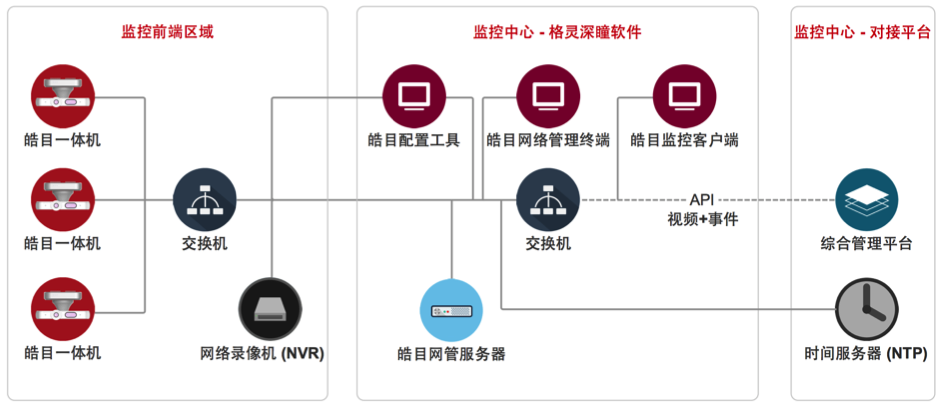 监控前端区域
皓目一体机
皓目一体机
皓目一体机
交换机
网络录像机 (NVR)
监控中心 - 格灵深瞳软件
皓目配置工具
皓目网络管理终端
皓目监控客户端
交换机
API
视频+事件
皓目网管服务器
监控中心 - 对接平台
综合管理平台
时间服务器 (NTP)